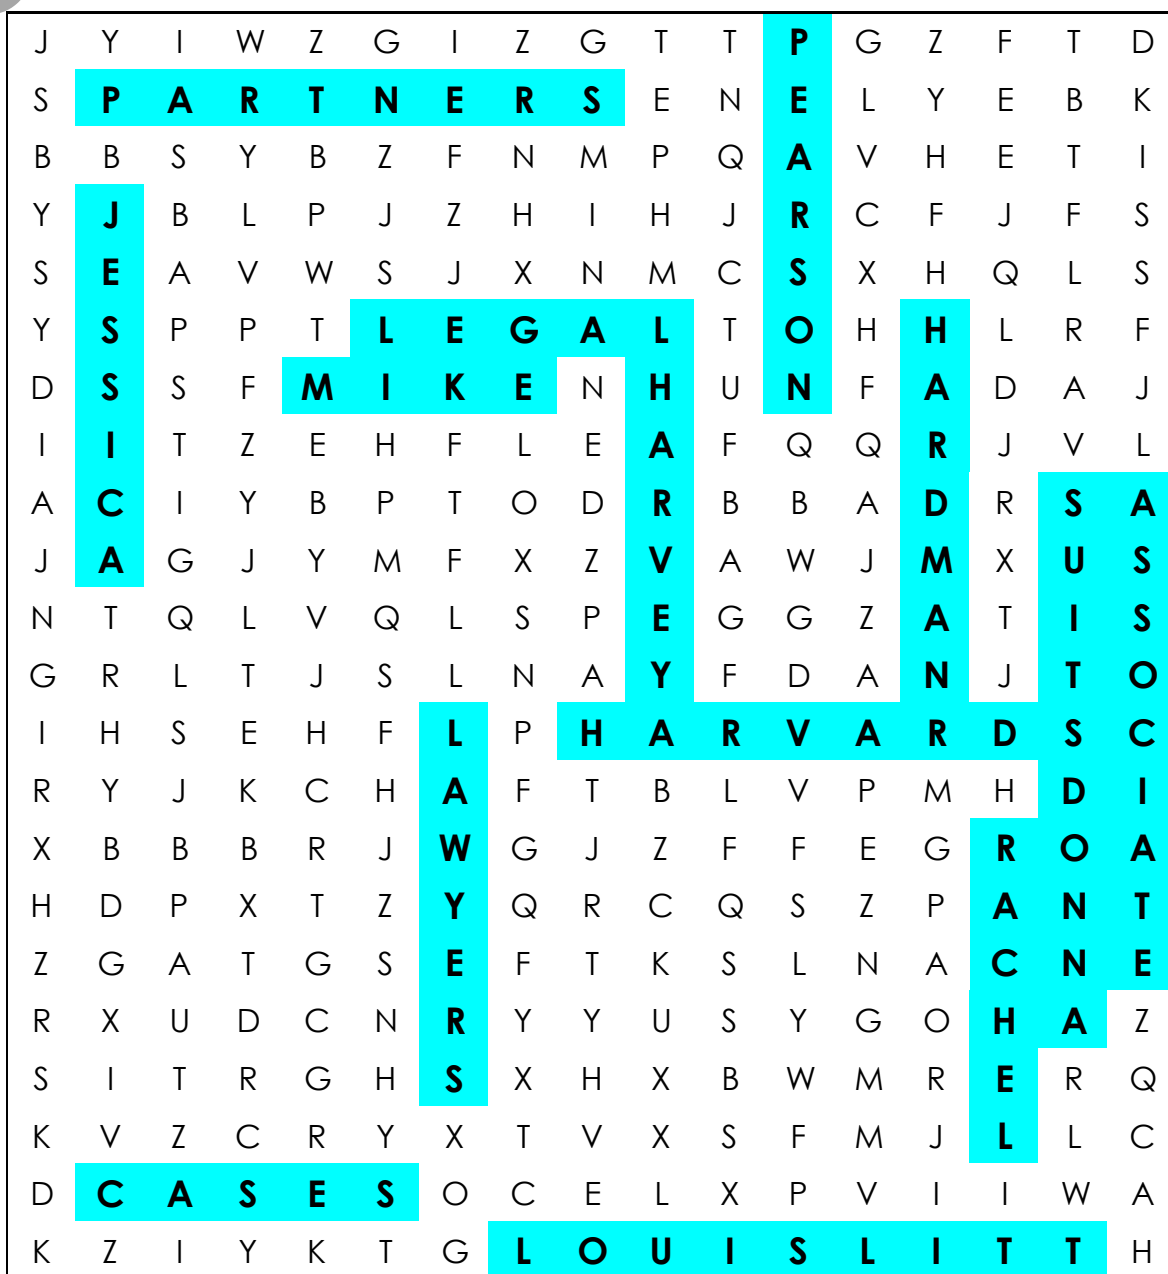 J Y I W Z G I Z G T T P G Z F T D
S P A R T N E R S E N E L Y E B K
B B S Y B Z F N M P Q A V H E T I
Y J B L P J Z H I H J R C F J F S
S E A V W S J X N M C S X H Q L S
Y S P P T L E G A L T O H H L R F
D S S F M I K E N H U N F A D A J
I I T Z E H F L E A F Q Q R J V L
A C I Y B P T O D R B B A D R S A
J A G J Y M F X Z V A W J M X U S
N T Q L V Q L S P E G G Z A T I S
G R L T J S L N A Y F D A N J T O
I H S E H F L P H A R V A R D S C
R Y J K C H A F T B L V P M H D I
X B B B R J W G J Z F F E G R O A
H D P X T Z Y Q R C Q S Z P A N T
Z G A T G S E F T K S L N A C N E
R X U D C N R Y Y U S Y G O H A Z
S I T R G H S X H X B W M R E R Q
K V Z C R Y X T V X S F M J L L C
D C A S E S O C E L X P V I I W A
K Z I Y K T G L O U I S L I T T H